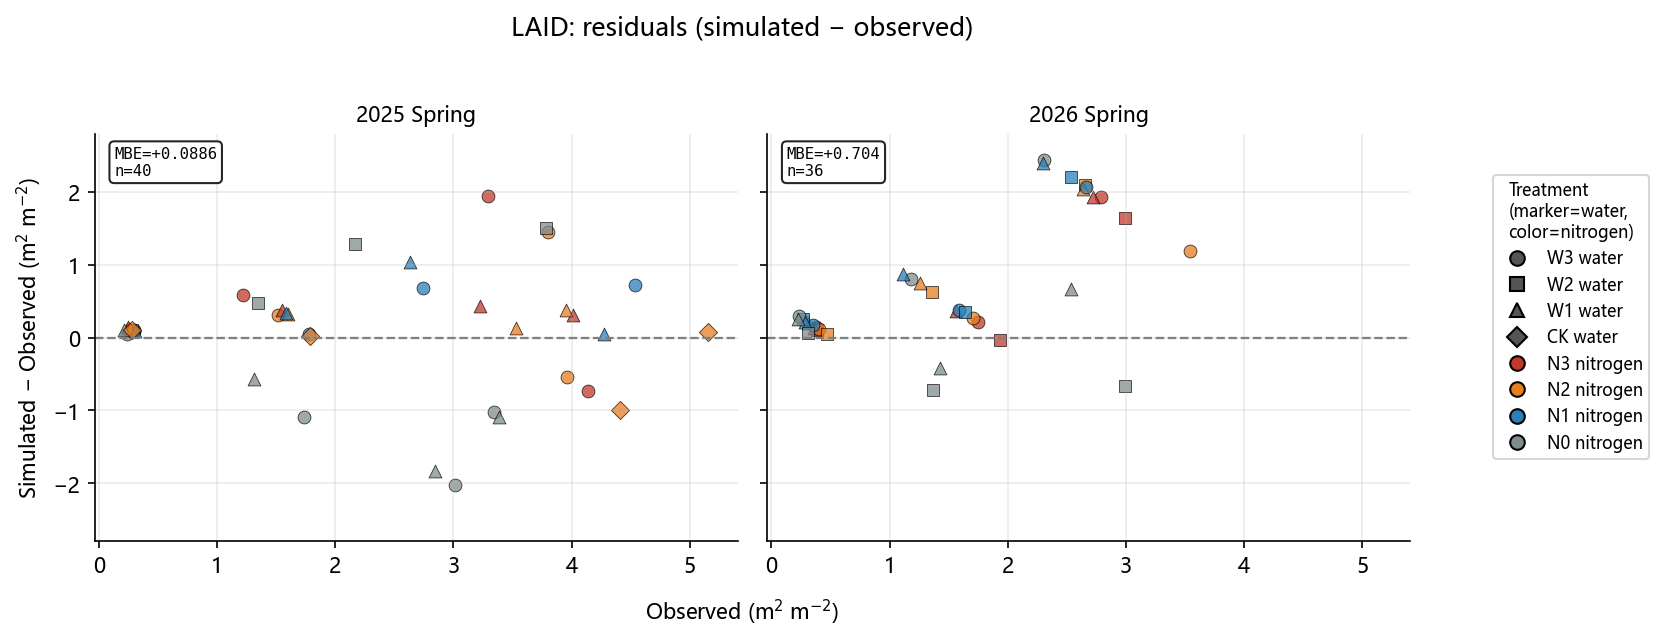 LAID: residuals (simulated − observed)
2025 Spring
2026 Spring
MBE=+0.0886
n=40
MBE=+0.704
n=36
Simulated − Observed (m² m⁻²)
2
1
0
−1
−2
0 1 2 3 4 5
0 1 2 3 4 5
Observed (m² m⁻²)
Treatment
(marker=water,
color=nitrogen)
W3 water
W2 water
W1 water
CK water
N3 nitrogen
N2 nitrogen
N1 nitrogen
N0 nitrogen